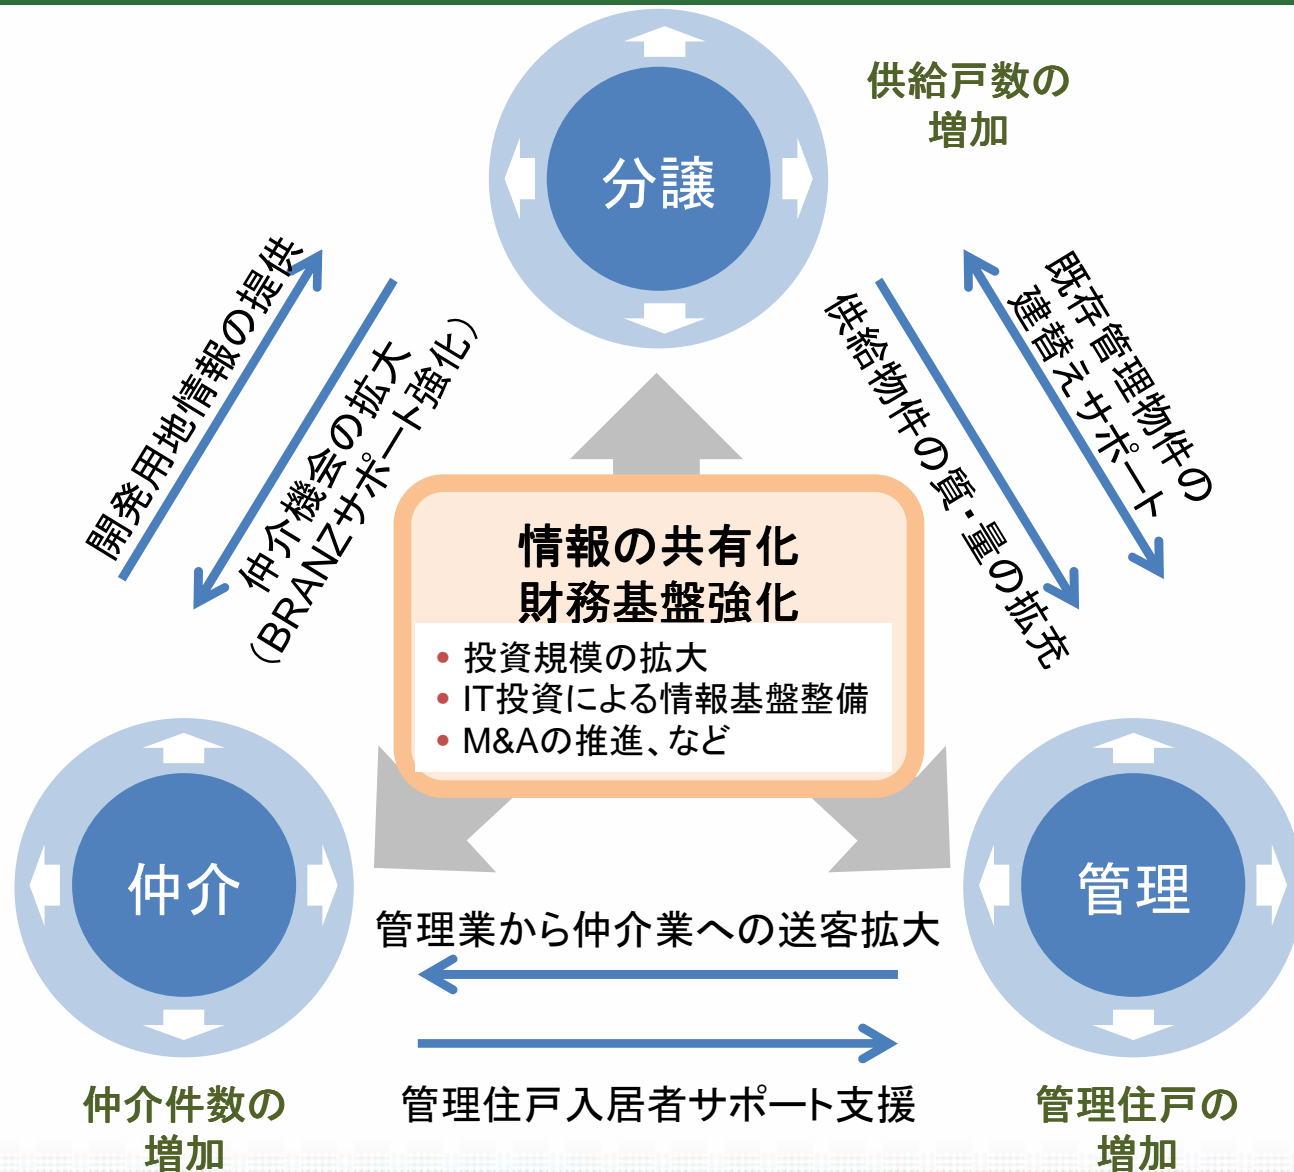 供給戸数の
増加
分譲
開発用地情報の提供
仲介機会の拡大
（BRANZサポート強化）
供給物件の質・量の拡充
既存管理物件の
建替えサポート
情報の共有化
財務基盤強化
• 投資規模の拡大
• IT投資による情報基盤整備
• M&Aの推進、など
仲介
管理
管理業から仲介業への送客拡大
管理住戸入居者サポート支援
仲介件数の
増加
管理住戸の
増加